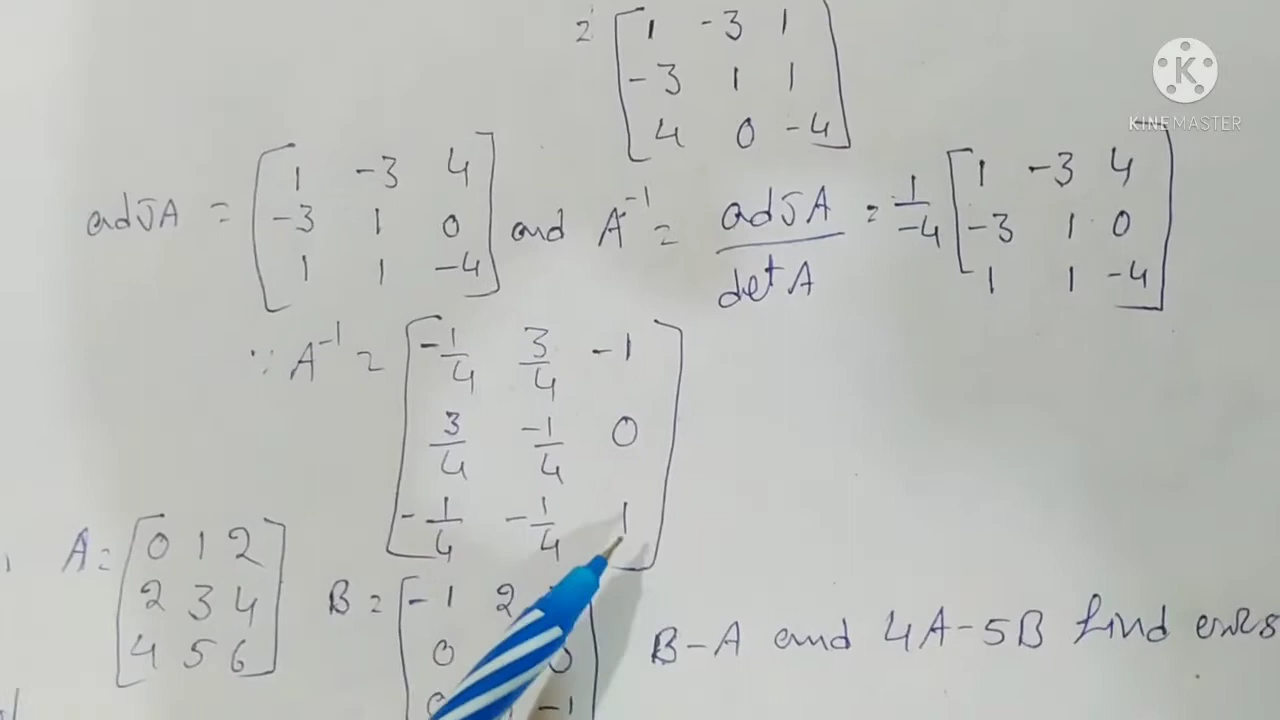 = [1 -3 1
-3 1 1
4 0 -4]
K
KINEMASTER
adjA = [1 -3 4
-3 1 0
1 1 -4] and A⁻¹ = adjA/detA = 1/-4 [1 -3 4
-3 1 0
1 1 -4]
∵ A⁻¹ = [-1/4 3/4 -1
3/4 -1/4 0
-1/4 -1/4 1]
A = [0 1 2
2 3 4
4 5 6]
B = [-1 2
0
-1
B-A and 4A-5B find